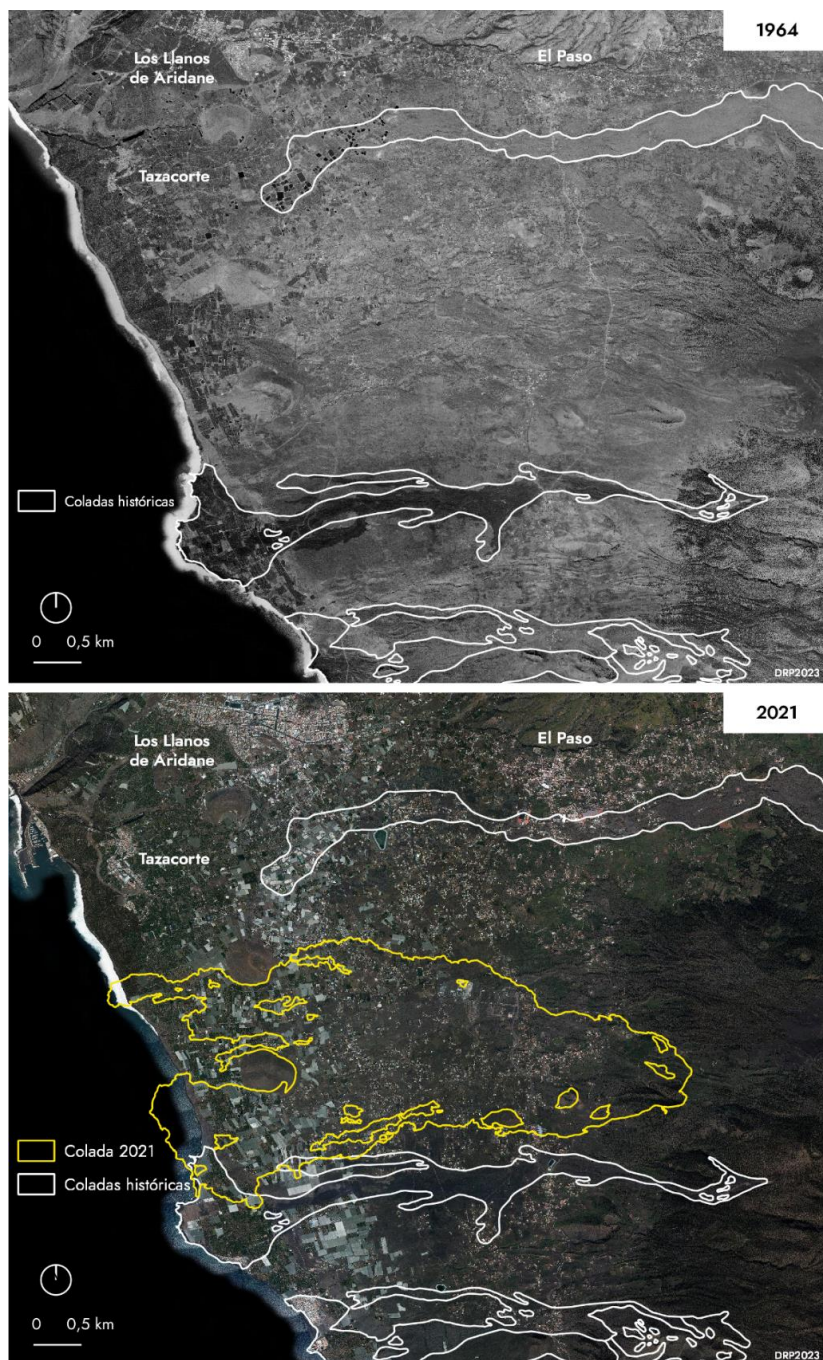 1964
Los Llanos
de Aridane
El Paso
Tazacorte
Coladas históricas
0 0,5 km
DRP2023
2021
Los Llanos
de Aridane
El Paso
Tazacorte
Colada 2021
Coladas históricas
0 0,5 km
DRP2023